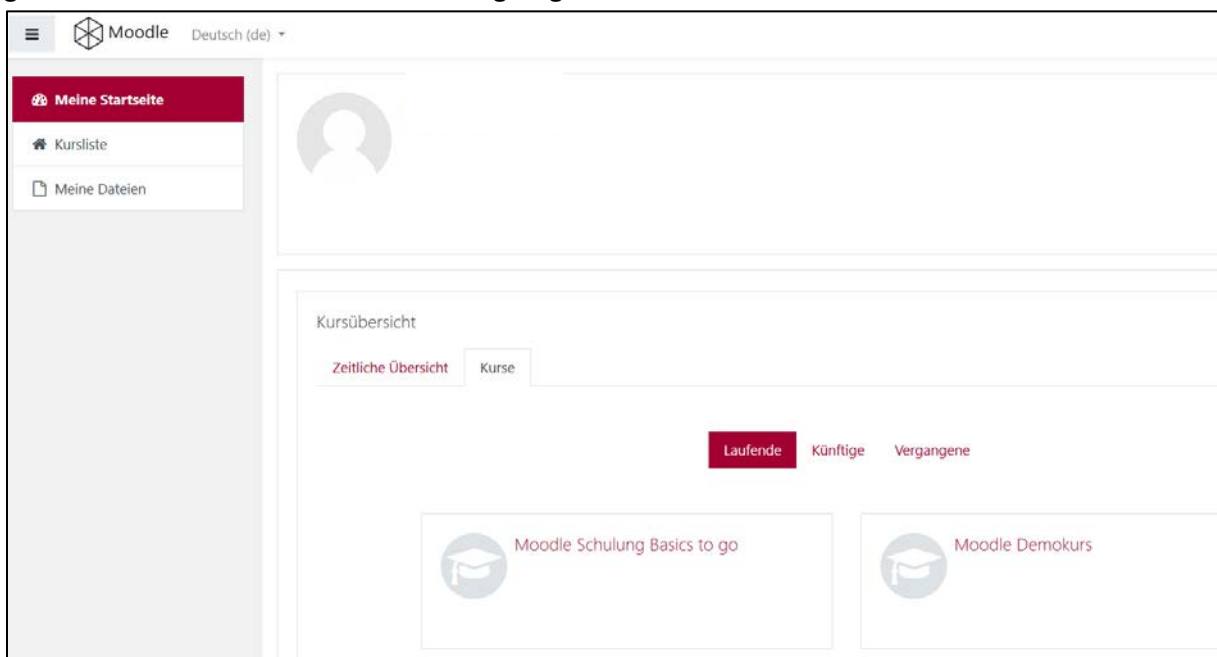 Moodle Deutsch (de)
Meine Startseite
Kursliste
Meine Dateien
Kursübersicht
Zeitliche Übersicht Kurse
Laufende Künftige Vergangene
Moodle Schulung Basics to go Moodle Demokurs